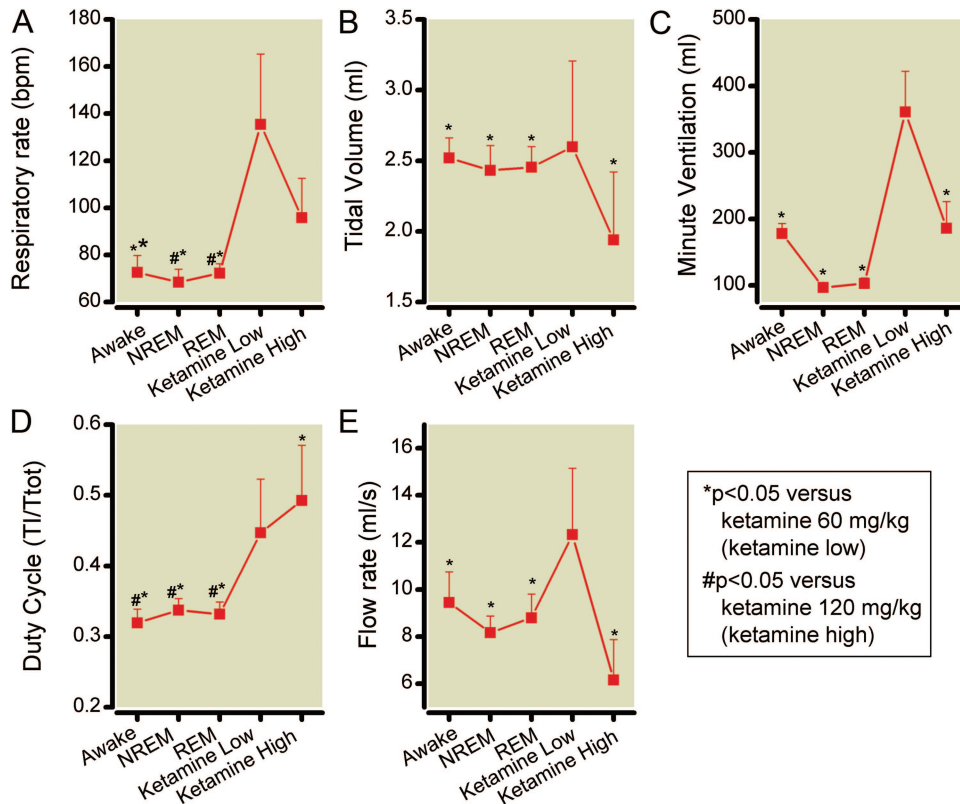 A
Respiratory rate (bpm)
180
160
140
120
100
80
60
**
#*
#*
Awake
NREM
REM
Ketamine Low
Ketamine High
B
Tidal Volume (ml)
3.5
3.0
2.5
2.0
1.5
*
*
*
*
Awake
NREM
REM
Ketamine Low
Ketamine High
C
Minute Ventilation (ml)
500
400
300
200
100
*
*
*
*
Awake
NREM
REM
Ketamine Low
Ketamine High
D
Duty Cycle (TI/Ttot)
0.6
0.5
0.4
0.3
0.2
#*
#*
#*
*
Awake
NREM
REM
Ketamine Low
Ketamine High
E
Flow rate (ml/s)
16
14
12
10
8
6
*
*
*
*
Awake
NREM
REM
Ketamine Low
Ketamine High
*p<0.05 versus
ketamine 60 mg/kg
(ketamine low)
#p<0.05 versus
ketamine 120 mg/kg
(ketamine high)